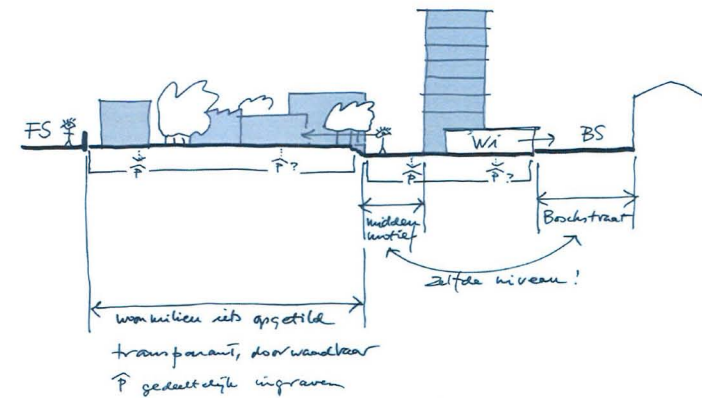 FS
Wi
BS
P
P?
P
P?
midden
motief
Boschstraat
zelfde niveau!
woonmilieu iets opgetild
transparant, doorwaadbaar
P gedeeltelijk ingraven